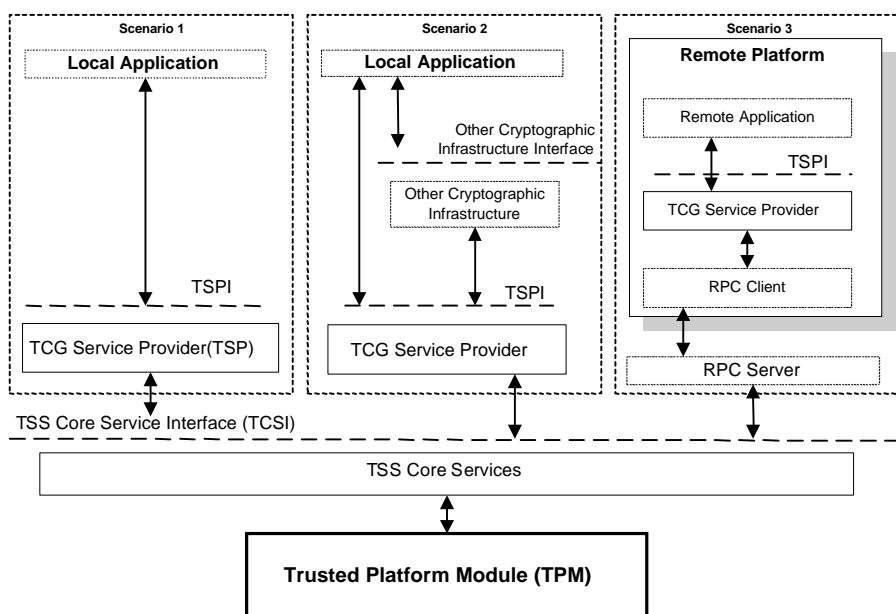 Scenario 1
Local Application
TSPI
TCG Service Provider(TSP)
Scenario 2
Local Application
Other Cryptographic
Infrastructure Interface
Other Cryptographic
Infrastructure
TSPI
TCG Service Provider
Scenario 3
Remote Platform
Remote Application
TSPI
TCG Service Provider
RPC Client
RPC Server
TSS Core Service Interface (TCSI)
TSS Core Services
Trusted Platform Module (TPM)